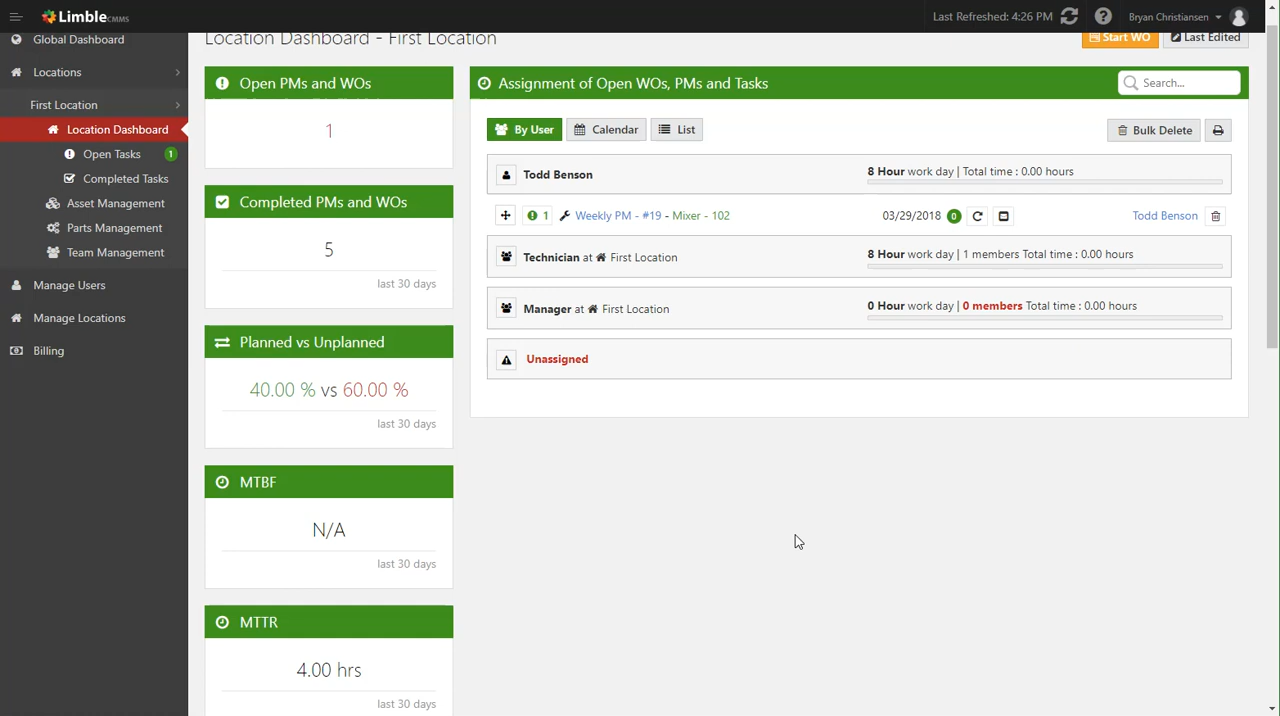 LimbleCMMS
Last Refreshed: 4:26 PM
Bryan Christiansen
Global Dashboard
Locations
First Location
Location Dashboard
Open Tasks 1
Completed Tasks
Asset Management
Parts Management
Team Management
Manage Users
Manage Locations
Billing
Location Dashboard - First Location
Start WO
Last Edited
Open PMs and WOs
1
Completed PMs and WOs
5
last 30 days
Planned vs Unplanned
40.00 % vs 60.00 %
last 30 days
MTBF
N/A
last 30 days
MTTR
4.00 hrs
last 30 days
Assignment of Open WOs, PMs and Tasks
Search...
By User
Calendar
List
Bulk Delete
Todd Benson
8 Hour work day | Total time : 0.00 hours
1 Weekly PM - #19 - Mixer - 102 03/29/2018 0 Todd Benson
Technician at First Location
8 Hour work day | 1 members Total time : 0.00 hours
Manager at First Location
0 Hour work day | 0 members Total time : 0.00 hours
Unassigned